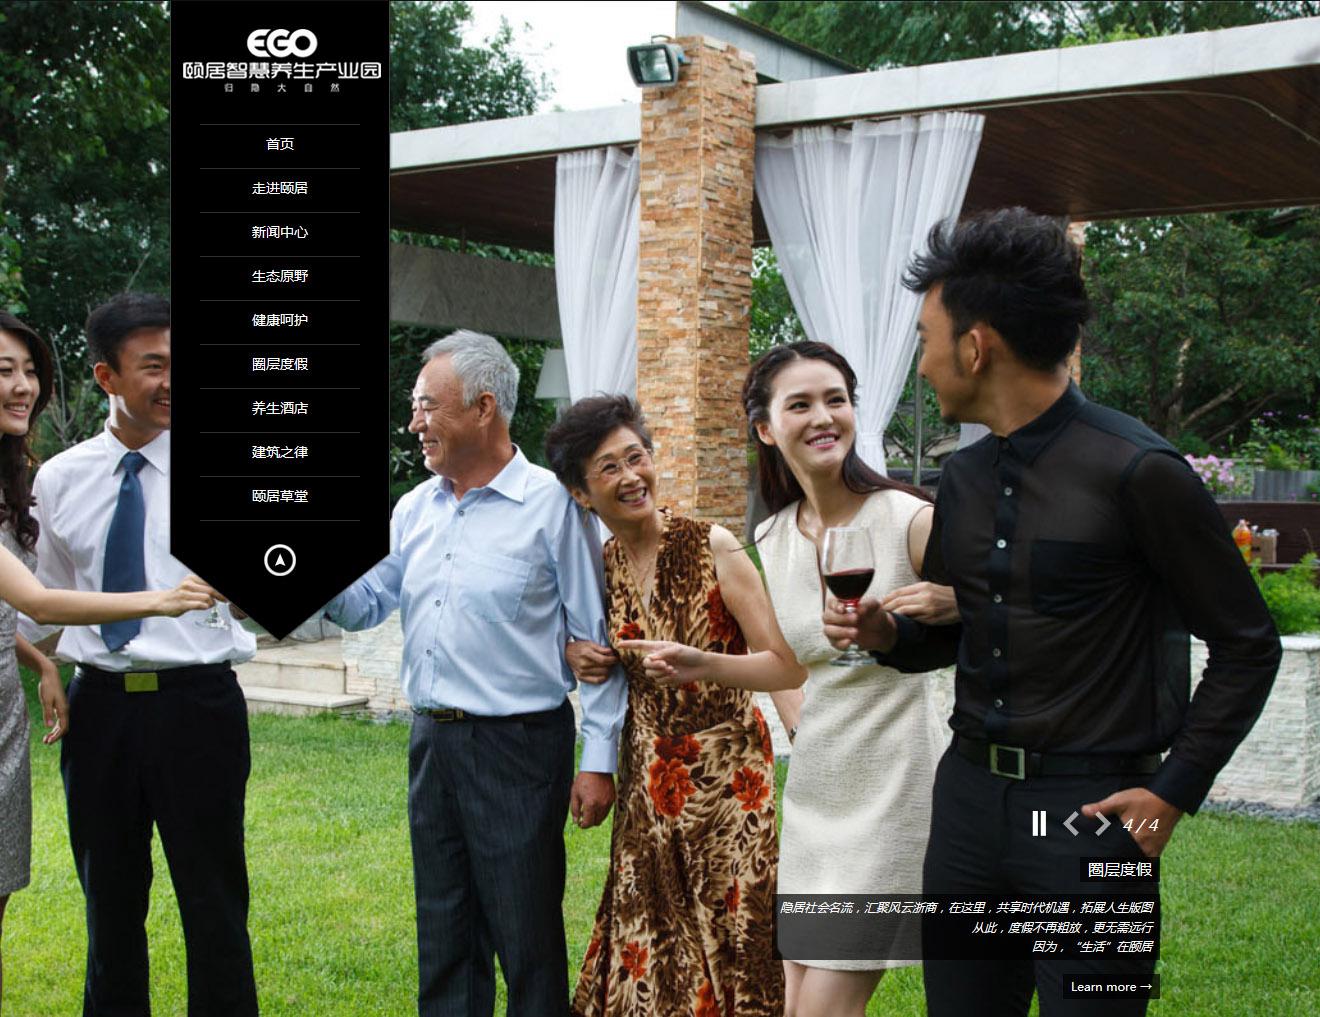 EGO
颐居智慧养生产业园
归隐大自然
首页
走进颐居
新闻中心
生态原野
健康呵护
圈层度假
养生酒店
建筑之律
颐居草堂
4 / 4
圈层度假
隐居社会名流，汇聚风云浙商，在这里，共享时代机遇，拓展人生版图
从此，度假不再粗放，更无需远行
因为，“生活”在颐居
Learn more →